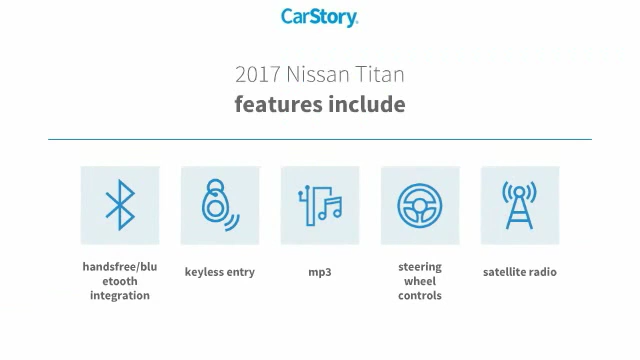 CarStory.
2017 Nissan Titan
features include
handsfree/blu
etooth
integration
keyless entry
mp3
steering
wheel
controls
satellite radio